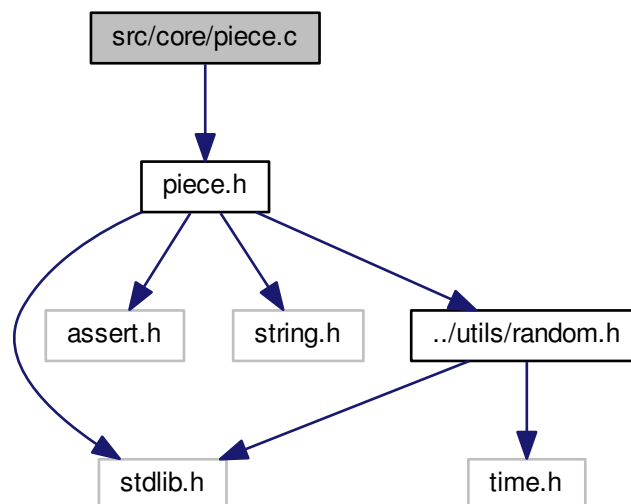 src/core/piece.c
piece.h
assert.h
string.h
../utils/random.h
stdlib.h
time.h